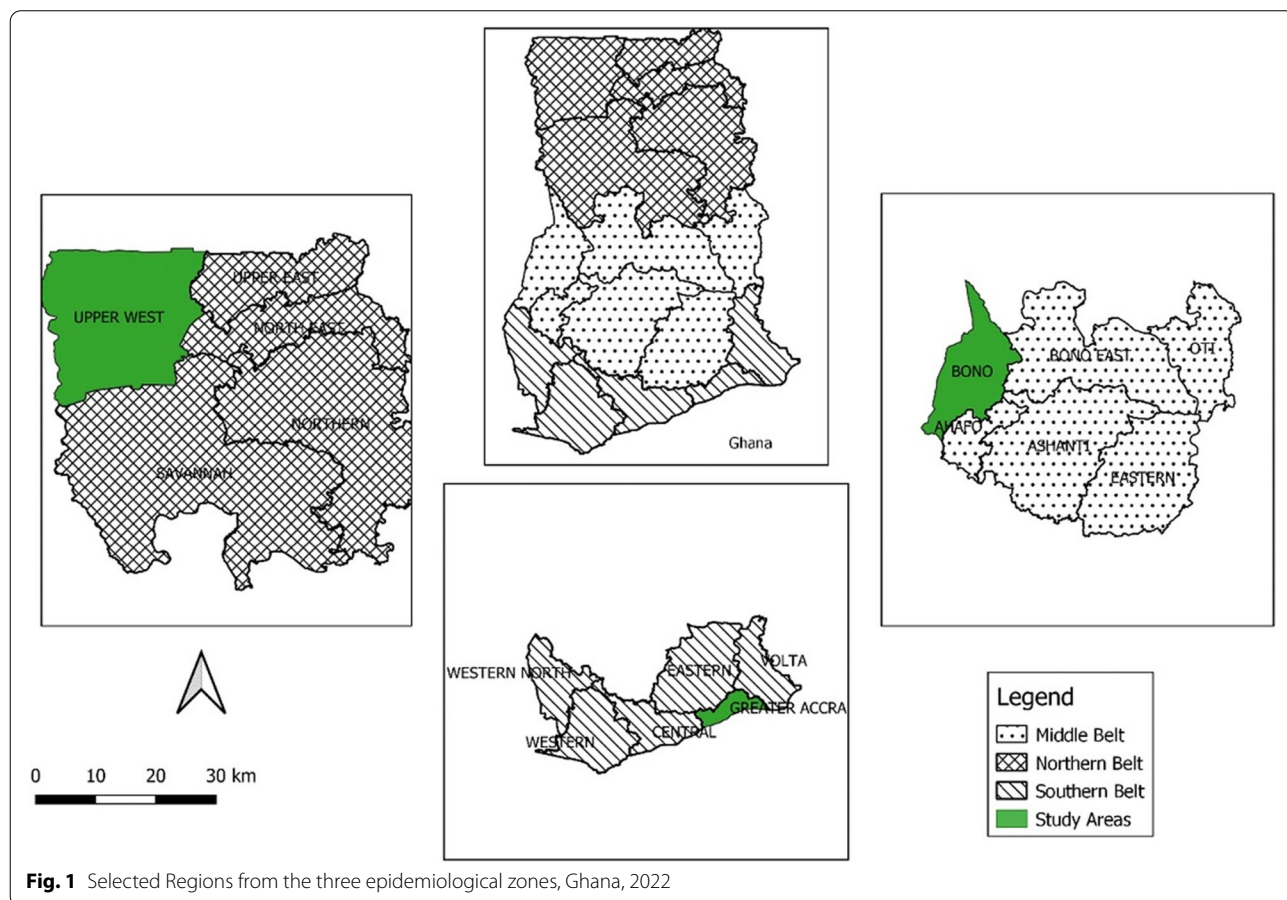 Ghana
UPPER EAST
UPPER WEST
NORTH EAST
NORTHERN
SAVANNAH
BONO EAST
OTI
BONO
AHAFO
ASHANTI
EASTERN
WESTERN NORTH
EASTERN
VOLTA
GREATER ACCRA
CENTRAL
WESTERN
0 10 20 30 km
Legend
Middle Belt
Northern Belt
Southern Belt
Study Areas
Fig. 1 Selected Regions from the three epidemiological zones, Ghana, 2022